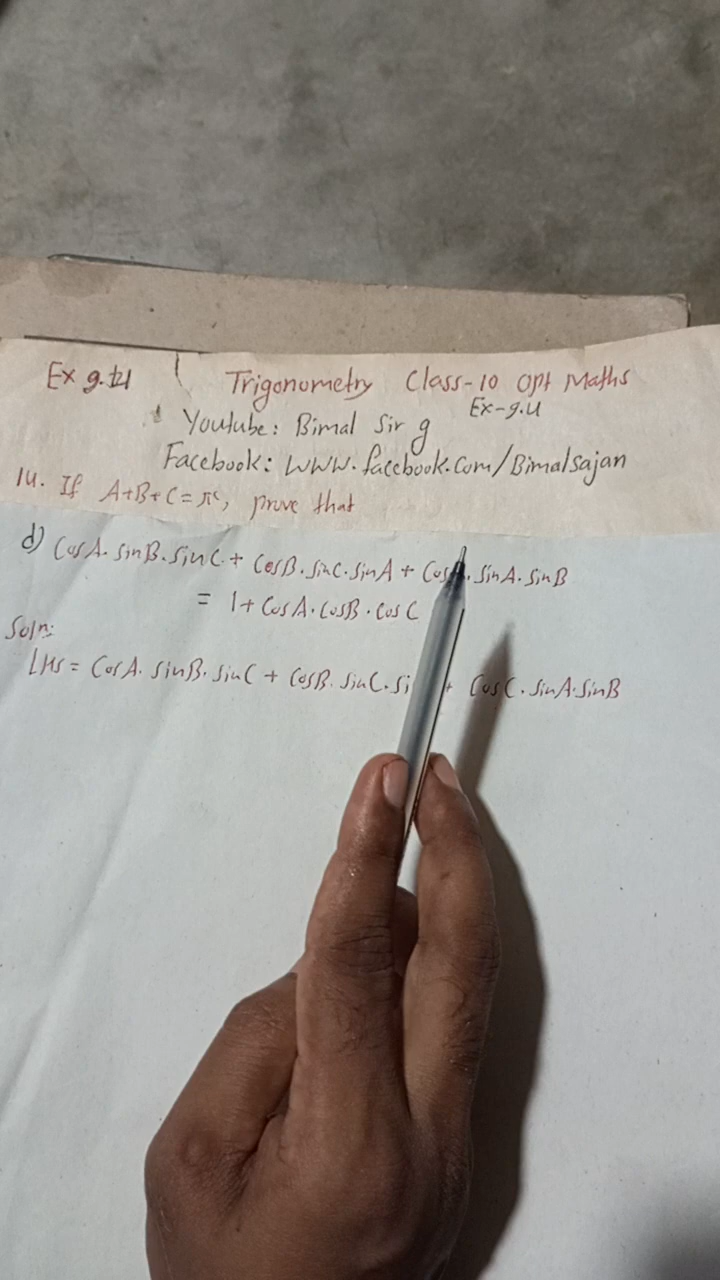 Ex 9.4 Trigonometry Class-10 Opt Maths
Ex-9.4
Youtube: Bimal Sir g
Facebook: WWW.facebook.com/Bimalsajan
14. If A+B+C=πᶜ, prove that
d) CosA.sinB.sinC + CosB.sinC.sinA + Cos .sinA.sinB
= 1+CosA.CosB.CosC
Soln:
LHS = CosA.sinB.sinC + CosB.sinC.si + CosC.sinA.sinB